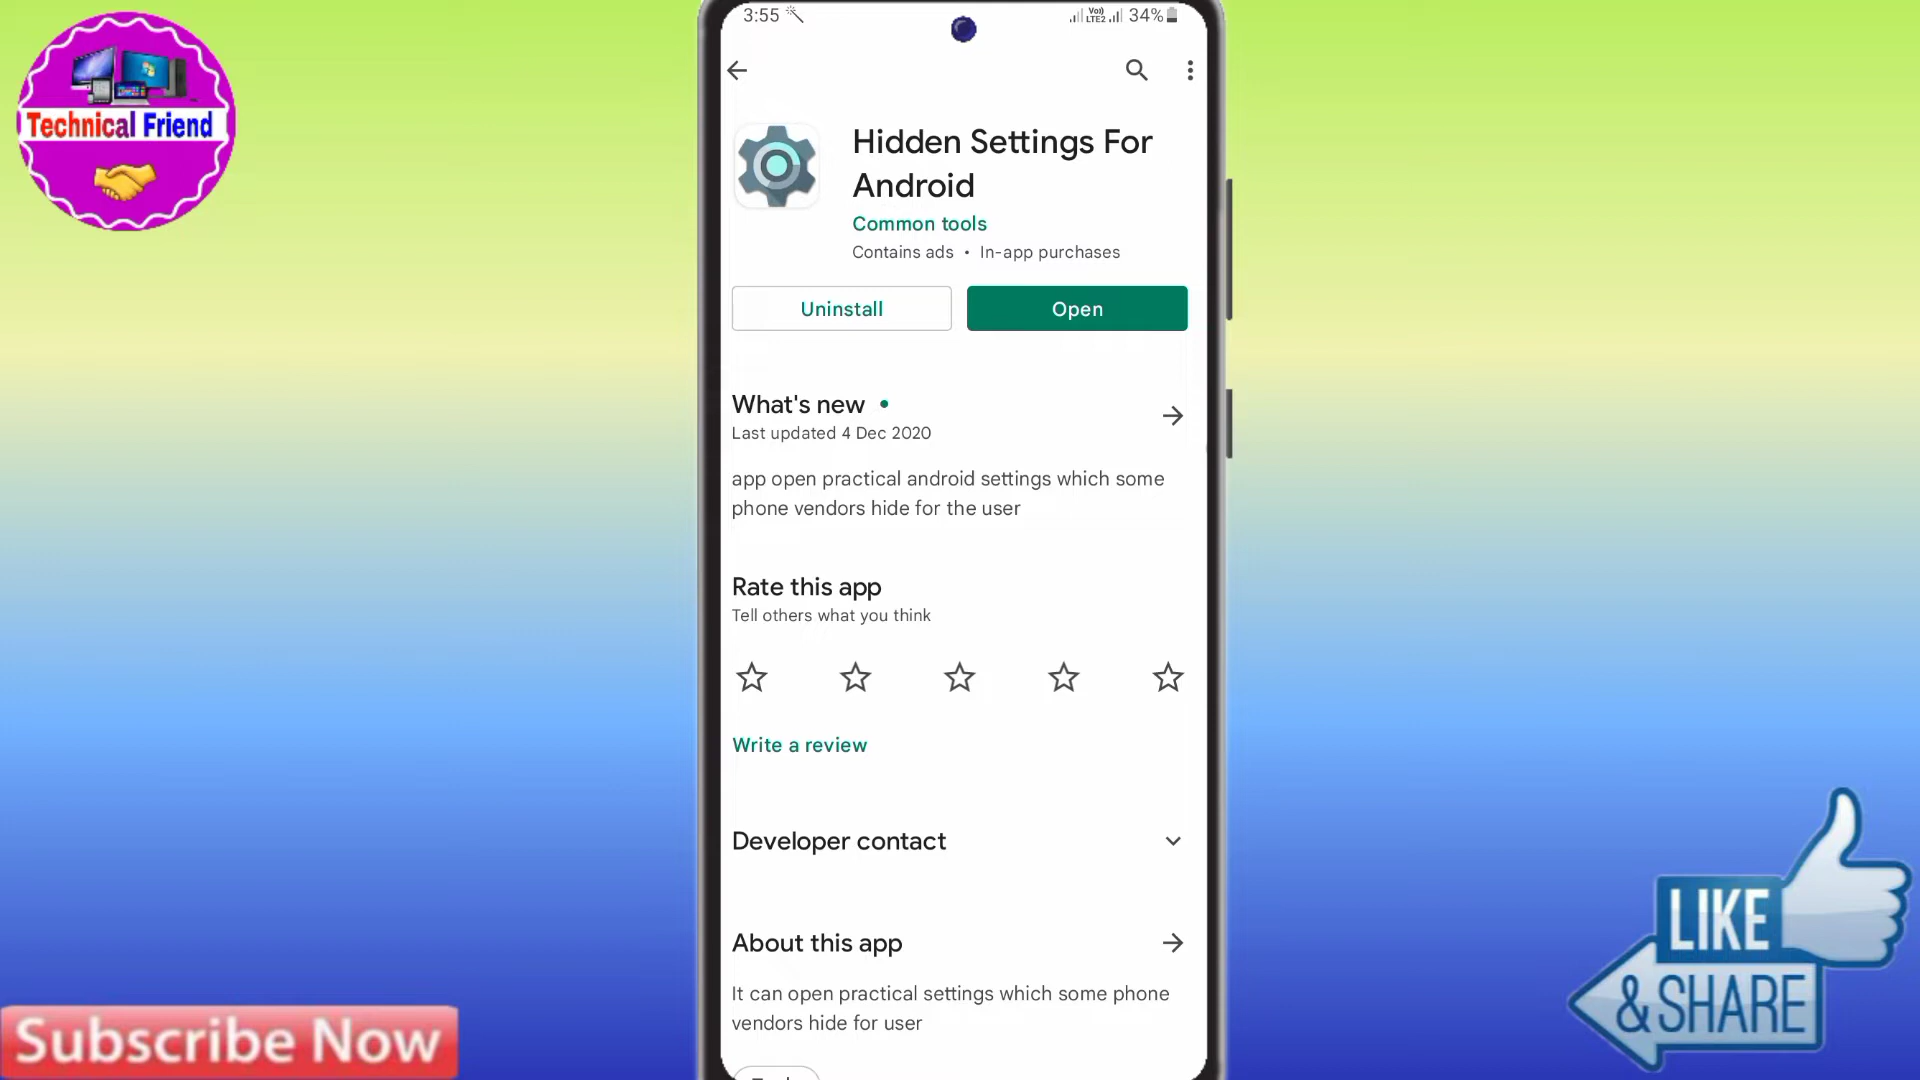 3:55
Vo))
LTE2
34%
Technical Friend
Hidden Settings For
Android
Common tools
Contains ads • In-app purchases
Uninstall
Open
What's new •
Last updated 4 Dec 2020
app open practical android settings which some
phone vendors hide for the user
Rate this app
Tell others what you think
Write a review
Developer contact
About this app
It can open practical settings which some phone
vendors hide for user
Subscribe Now
LIKE
& SHARE